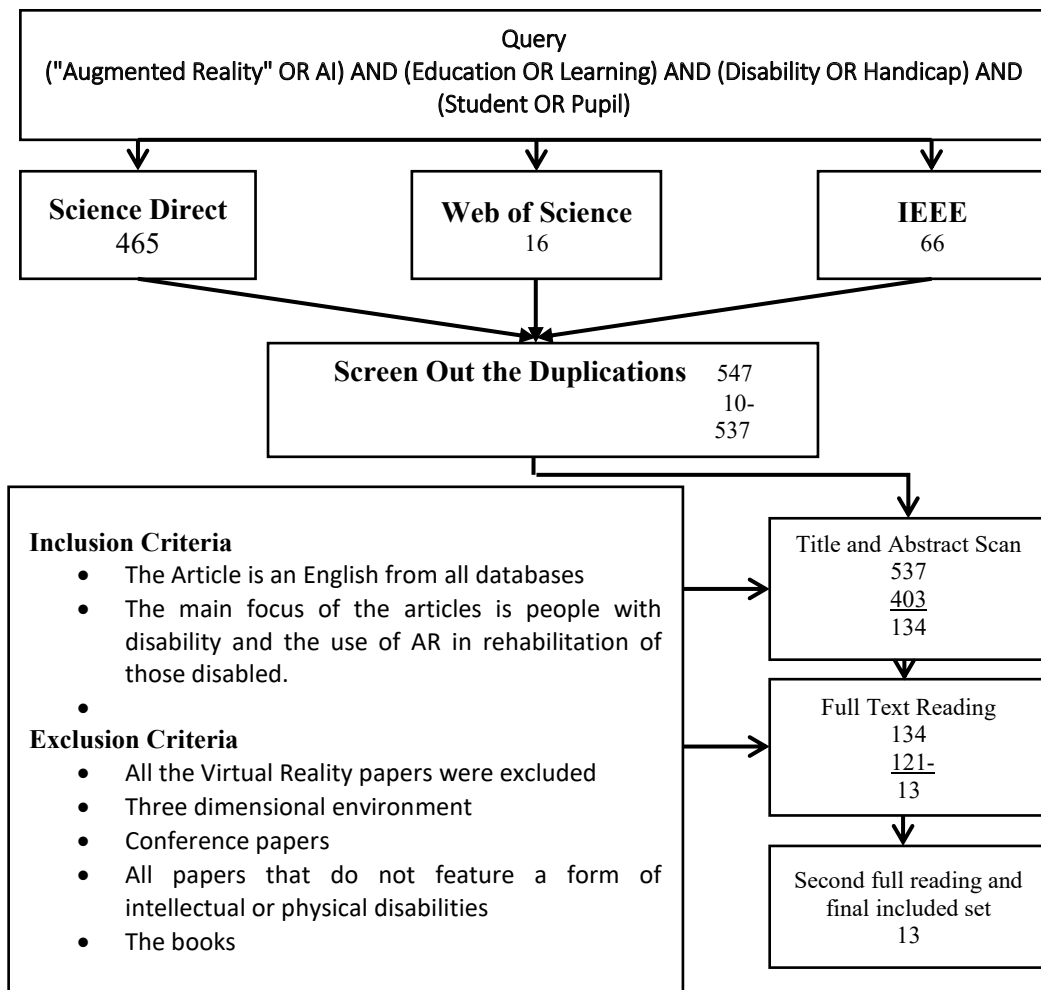 Query
("Augmented Reality" OR AI) AND (Education OR Learning) AND (Disability OR Handicap) AND
(Student OR Pupil)
Science Direct
465
Web of Science
16
IEEE
66
Screen Out the Duplications 547
10-
537
Inclusion Criteria
• The Article is an English from all databases
• The main focus of the articles is people with
disability and the use of AR in rehabilitation of
those disabled.
•
Exclusion Criteria
• All the Virtual Reality papers were excluded
• Three dimensional environment
• Conference papers
• All papers that do not feature a form of
intellectual or physical disabilities
• The books
Title and Abstract Scan
537
403
134
Full Text Reading
134
121-
13
Second full reading and
final included set
13